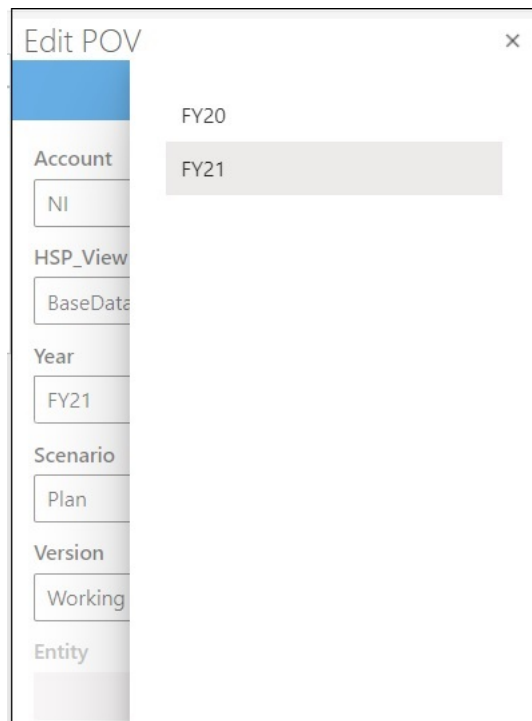 Edit POV
FY20
FY21
Account
NI
HSP_View
BaseData
Year
FY21
Scenario
Plan
Version
Working
Entity